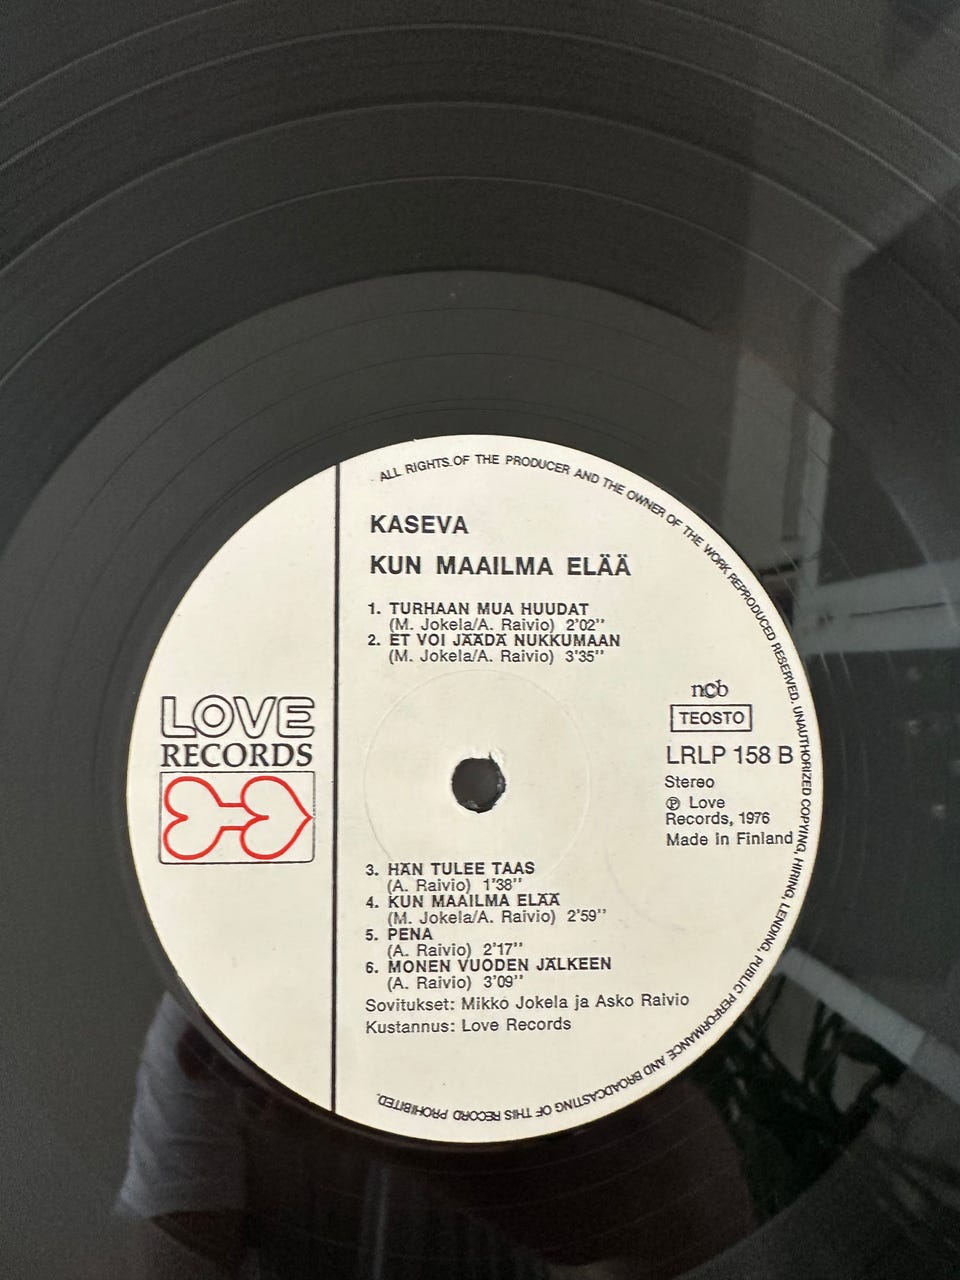 ALL RIGHTS OF THE PRODUCER AND THE OWNER OF THE WORK REPRODUCED RESERVED. UNAUTHORIZED COPYING, HIRING, LENDING, PUBLIC PERFORMANCE AND BROADCASTING OF THIS RECORD PROHIBITED.
KASEVA
KUN MAAILMA ELÄÄ
1. TURHAAN MUA HUUDAT
(M. Jokela/A. Raivio) 2'02''
2. ET VOI JÄÄDÄ NUKKUMAAN
(M. Jokela/A. Raivio) 3'35''
LOVE
RECORDS
ncb
TEOSTO
LRLP 158 B
Stereo
Ⓟ Love
Records, 1976
Made in Finland
3. HÄN TULEE TAAS
(A. Raivio) 1'38''
4. KUN MAAILMA ELÄÄ
(M. Jokela/A. Raivio) 2'59''
5. PENA
(A. Raivio) 2'17''
6. MONEN VUODEN JÄLKEEN
(A. Raivio) 3'09''
Sovitukset: Mikko Jokela ja Asko Raivio
Kustannus: Love Records